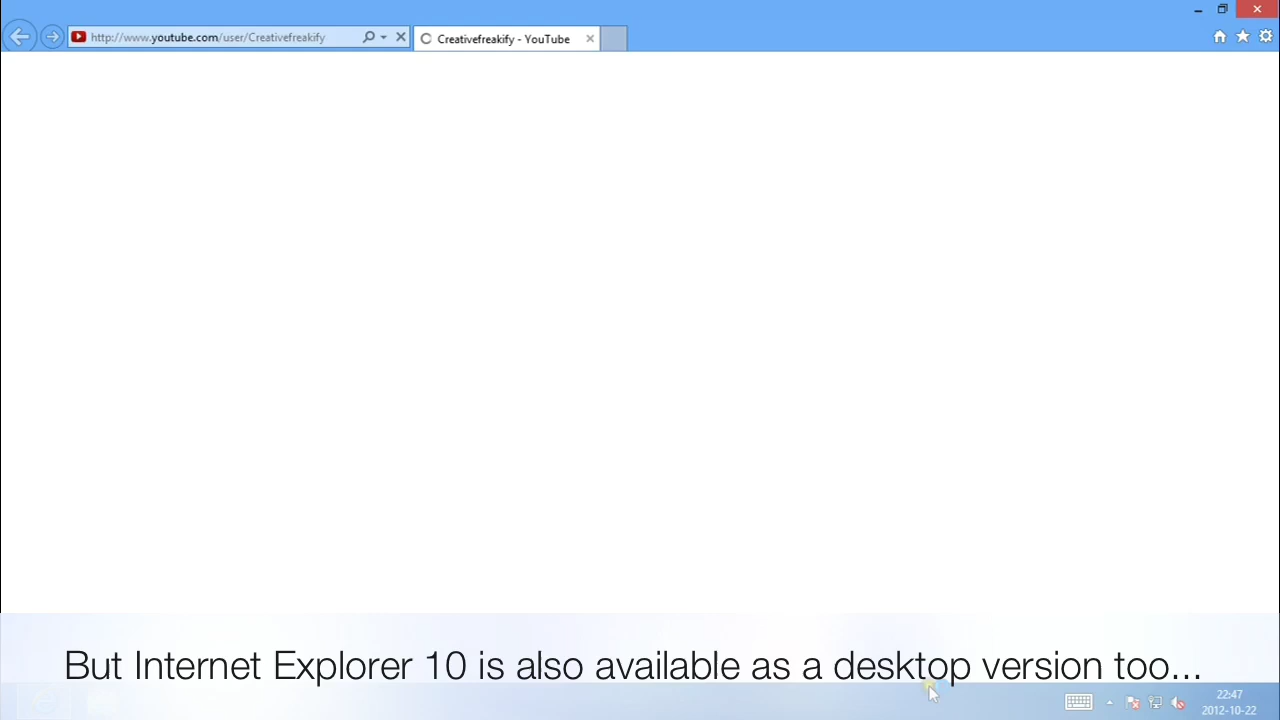 http://www.youtube.com/user/Creativefreakify
Creativefreakify - YouTube
But Internet Explorer 10 is also available as a desktop version too...
22:47
2012-10-22